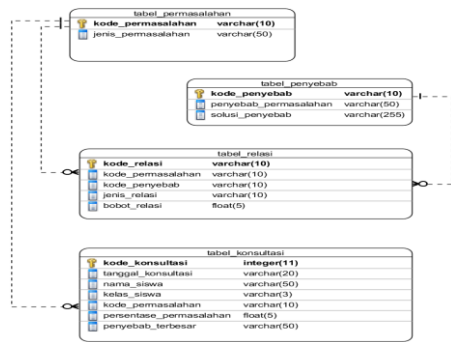 tabel_permasalahan
kode_permasalahan varchar(10)
jenis_permasalahan varchar(50)
tabel_penyebab
kode_penyebab varchar(10)
penyebab_permasalahan varchar(50)
solusi_penyebab varchar(255)
tabel_relasi
kode_relasi varchar(10)
kode_permasalahan varchar(10)
kode_penyebab varchar(10)
jenis_relasi varchar(10)
bobot_relasi float(5)
tabel_konsultasi
kode_konsultasi integer(11)
tanggal_konsultasi varchar(20)
nama_siswa varchar(50)
kelas_siswa varchar(3)
kode_permasalahan varchar(10)
persentase_permasalahan float(5)
penyebab_terbesar varchar(50)